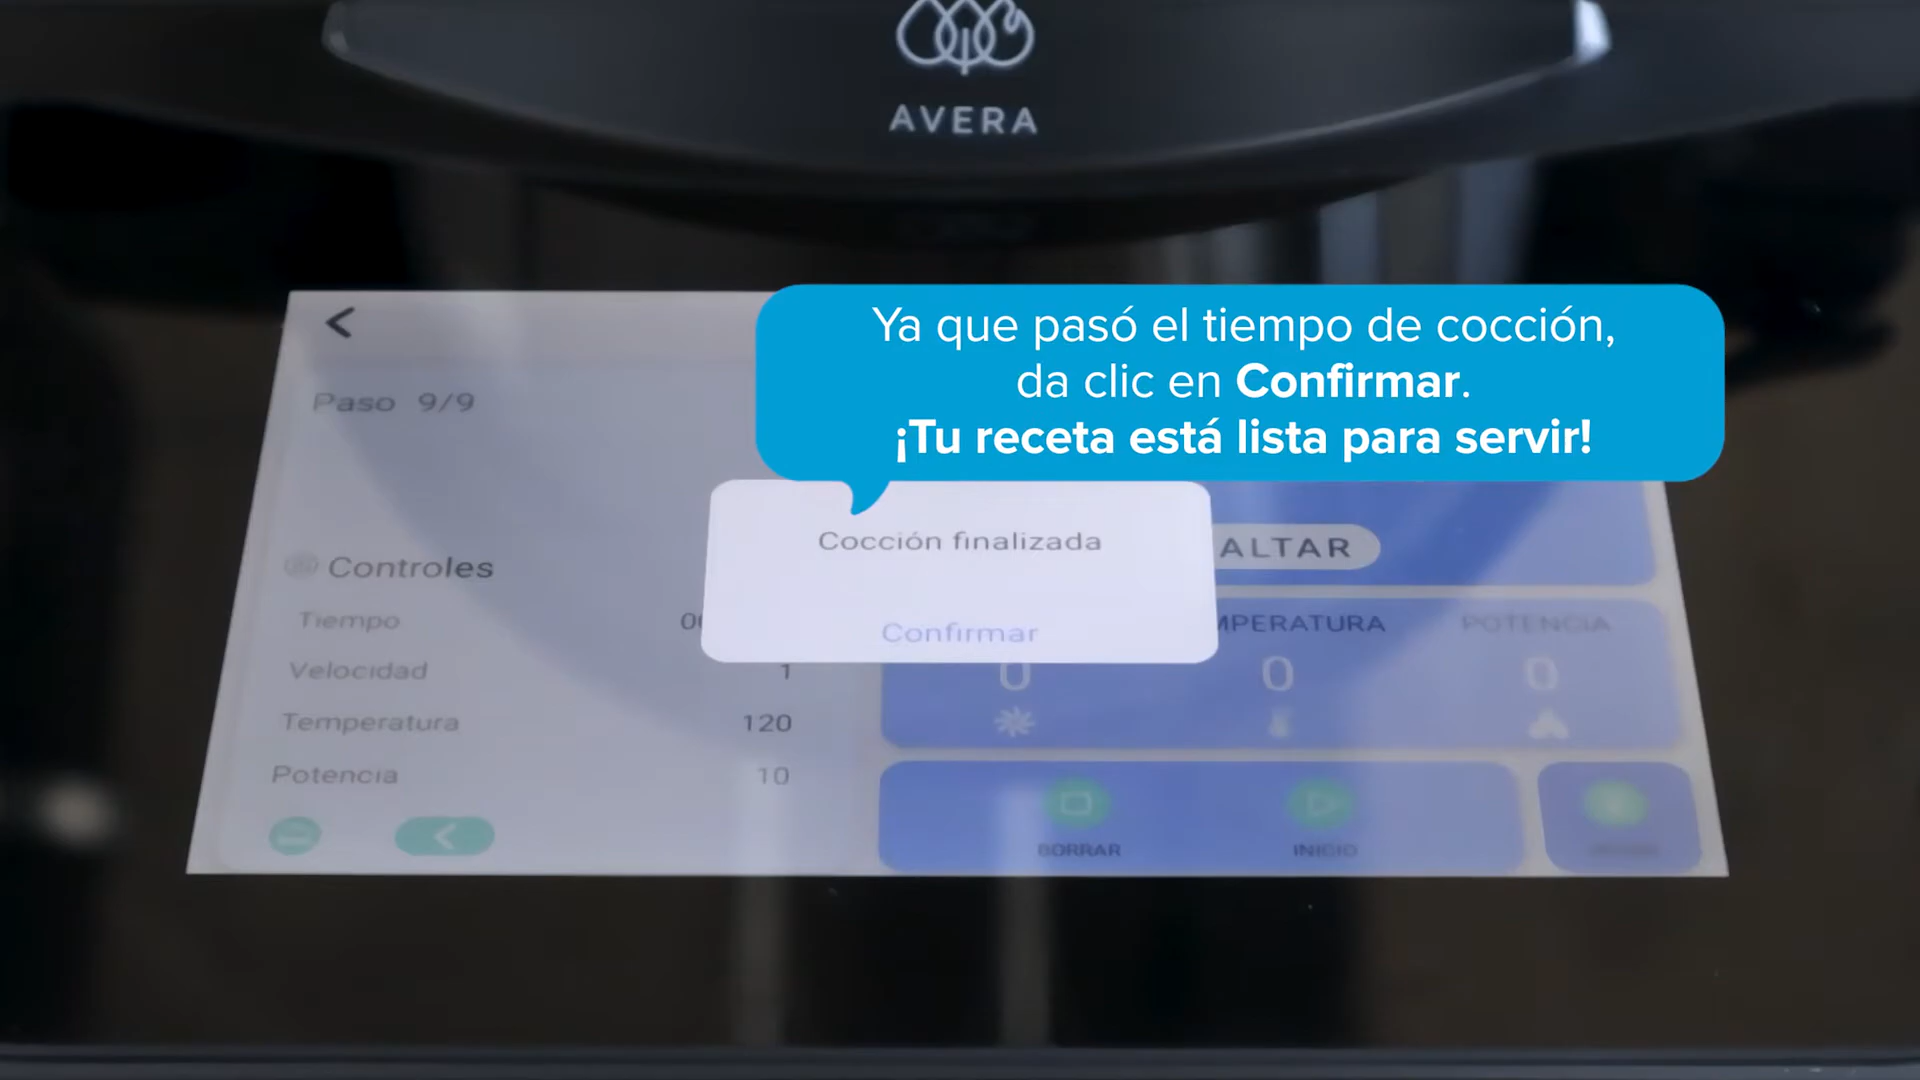 AVERA
Ya que pasó el tiempo de cocción,
da clic en Confirmar.
¡Tu receta está lista para servir!
Paso 9/9
Cocción finalizada
Confirmar
ALTAR
Controles
Tiempo 00
Velocidad 1
Temperatura 120
Potencia 10
MPERATURA POTENCIA
0 0 0
BORRAR INICIO